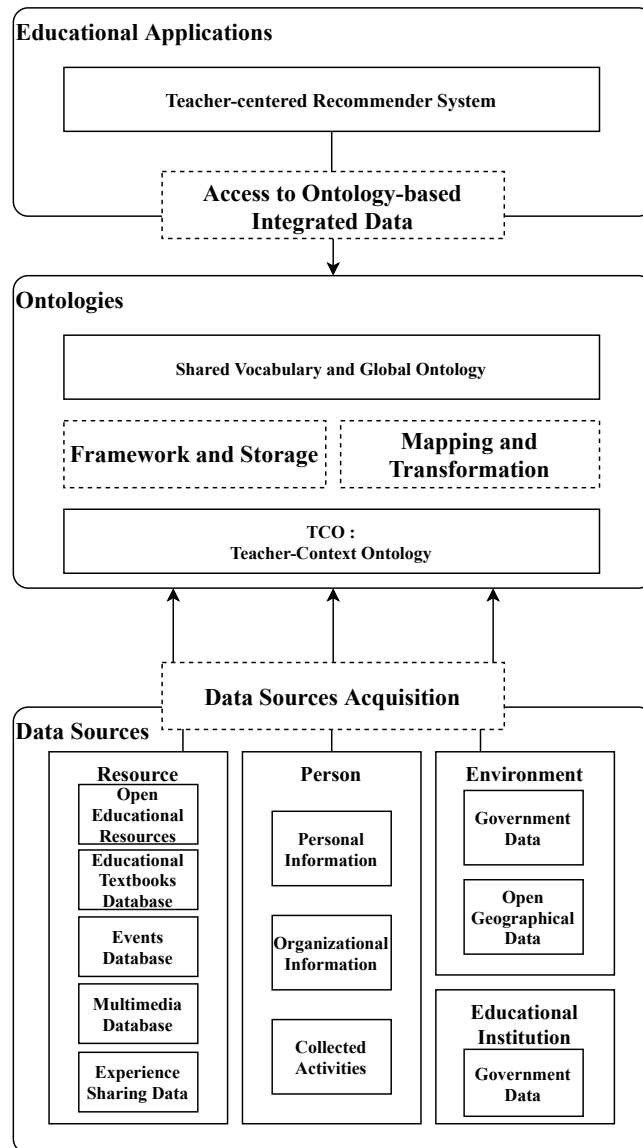 Educational Applications
Teacher-centered Recommender System
Access to Ontology-based
Integrated Data
Ontologies
Shared Vocabulary and Global Ontology
Framework and Storage
Mapping and
Transformation
TCO :
Teacher-Context Ontology
Data Sources Acquisition
Data Sources
Resource
Open
Educational
Resources
Educational
Textbooks
Database
Events
Database
Multimedia
Database
Experience
Sharing Data
Person
Personal
Information
Organizational
Information
Collected
Activities
Environment
Government
Data
Open
Geographical
Data
Educational
Institution
Government
Data